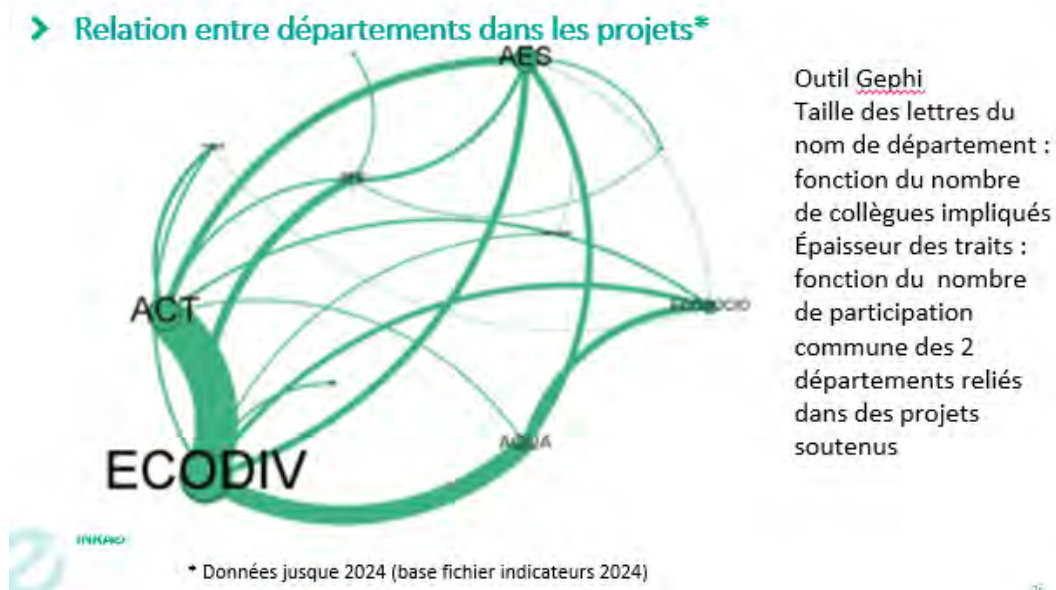 Relation entre départements dans les projets*
AES
Outil Gephi
Taille des lettres du
nom de département :
fonction du nombre
de collègues impliqués
Épaisseur des traits :
fonction du nombre
de participation
commune des 2
départements reliés
dans des projets
soutenus
ACT
AQUA
ECODIV
* Données jusque 2024 (base fichier indicateurs 2024)